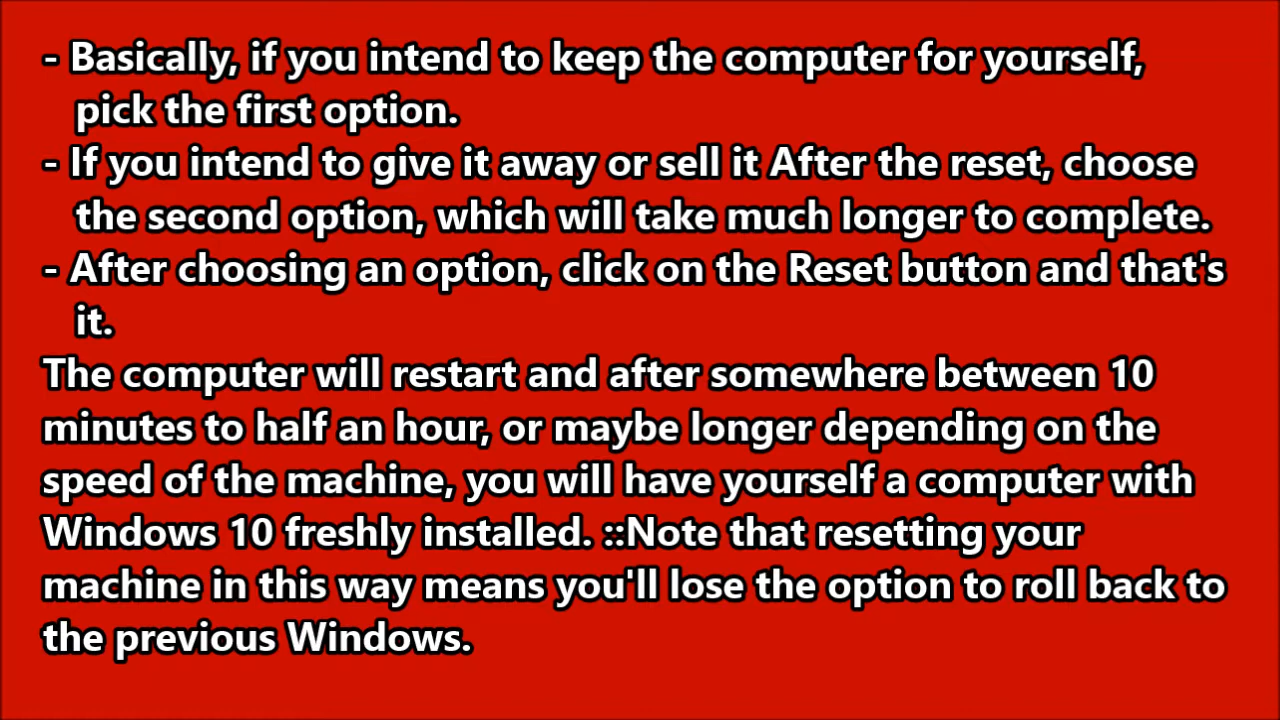 - Basically, if you intend to keep the computer for yourself,
pick the first option.
- If you intend to give it away or sell it After the reset, choose
the second option, which will take much longer to complete.
- After choosing an option, click on the Reset button and that's
it.
The computer will restart and after somewhere between 10
minutes to half an hour, or maybe longer depending on the
speed of the machine, you will have yourself a computer with
Windows 10 freshly installed. ::Note that resetting your
machine in this way means you'll lose the option to roll back to
the previous Windows.